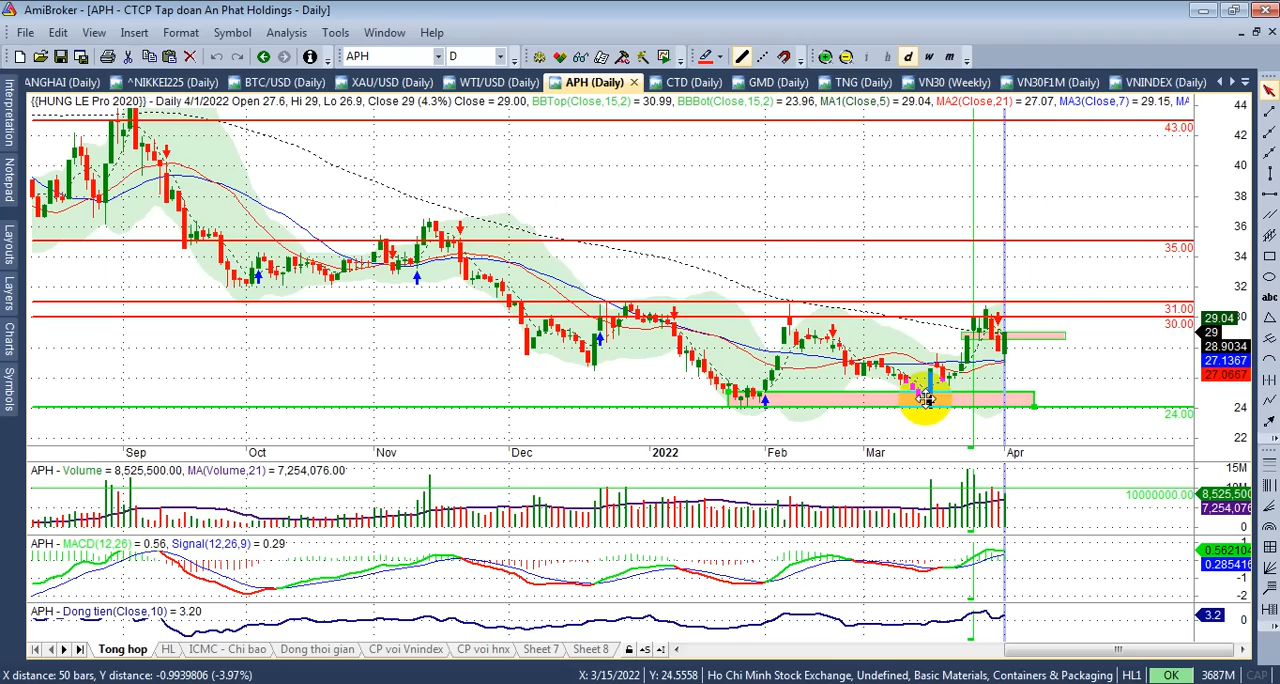 AmiBroker - [APH - CTCP Tap doan An Phat Holdings - Daily]
File Edit View Insert Format Symbol Analysis Tools Window Help
APH D i h d w m
ANGHAI (Daily) ^NIKKEI225 (Daily) BTC/USD (Daily) XAU/USD (Daily) WTI/USD (Daily) APH (Daily) CTD (Daily) GMD (Daily) TNG (Daily) VN30 (Weekly) VN30F1M (Daily) VNINDEX (Daily)
{{HUNG LE Pro 2020}} - Daily 4/1/2022 Open 27.6, Hi 29, Lo 26.9, Close 29 (4.3%) Close = 29.00, BBTop(Close,15,2) = 30.99, BBBot(Close,15,2) = 23.96, MA1(Close,5) = 29.04, MA2(Close,21) = 27.07, MA3(Close,7) = 29.15, MA
Interpretation
Notepad
Layouts
Layers
Charts
Symbols
abc
44
43.00
42
40
38
36
35.00
34
32
31.00
30
30.00
29.04
29
28.9034
27.1367
27.0667
24
24.00
22
Sep Oct Nov Dec 2022 Feb Mar Apr
APH - Volume = 8,525,500.00, MA(Volume,21) = 7,254,076.00
15M
10000000.00
8,525,500
7,254,076
0
APH - MACD(12,26) = 0.56, Signal(12,26,9) = 0.29
0.562104
0.285416
-1
-2
APH - Dong tien(Close,10) = 3.20
3.2
0
Tong hop HL ICMC - Chi bao Dong thoi gian CP voi Vnindex CP voi hnx Sheet 7 Sheet 8
X distance: 50 bars, Y distance: -0.9939806 (-3.97%) X: 3/15/2022 Y: 24.5558 Ho Chi Minh Stock Exchange, Undefined, Basic Materials, Containers & Packaging HL1 OK 3687M CAP